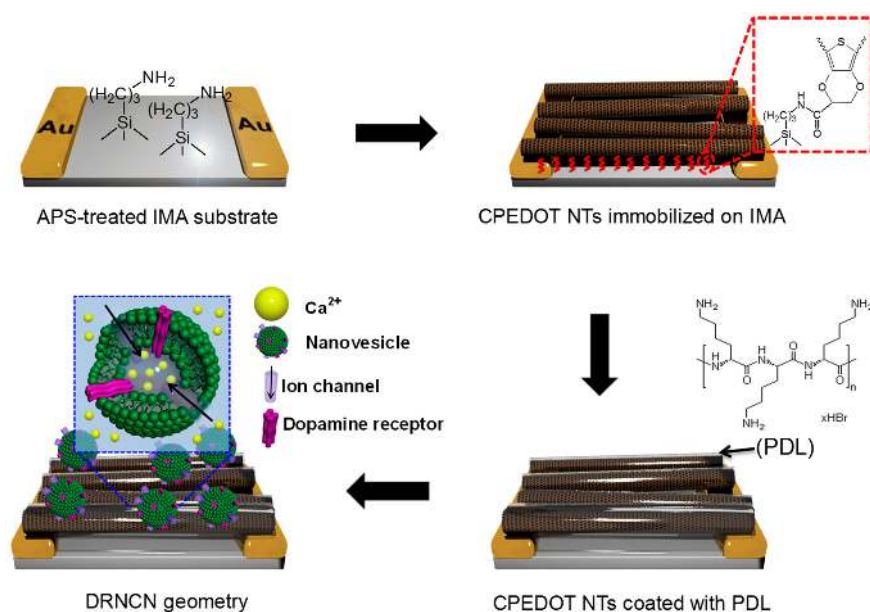 NH₂
NH₂
(H₂C)₃
(H₂C)₃
Si
Si
Au
Au
APS-treated IMA substrate
S
O
O
H
N
O
(H₂C)₃
Si
CPEDOT NTs immobilized on IMA
Ca²⁺
Nanovesicle
Ion channel
Dopamine receptor
DRNCN geometry
NH₂
H₂N
H
N
O
H
N
O
H
N
O
n
NH₂
xHBr
(PDL)
CPEDOT NTs coated with PDL